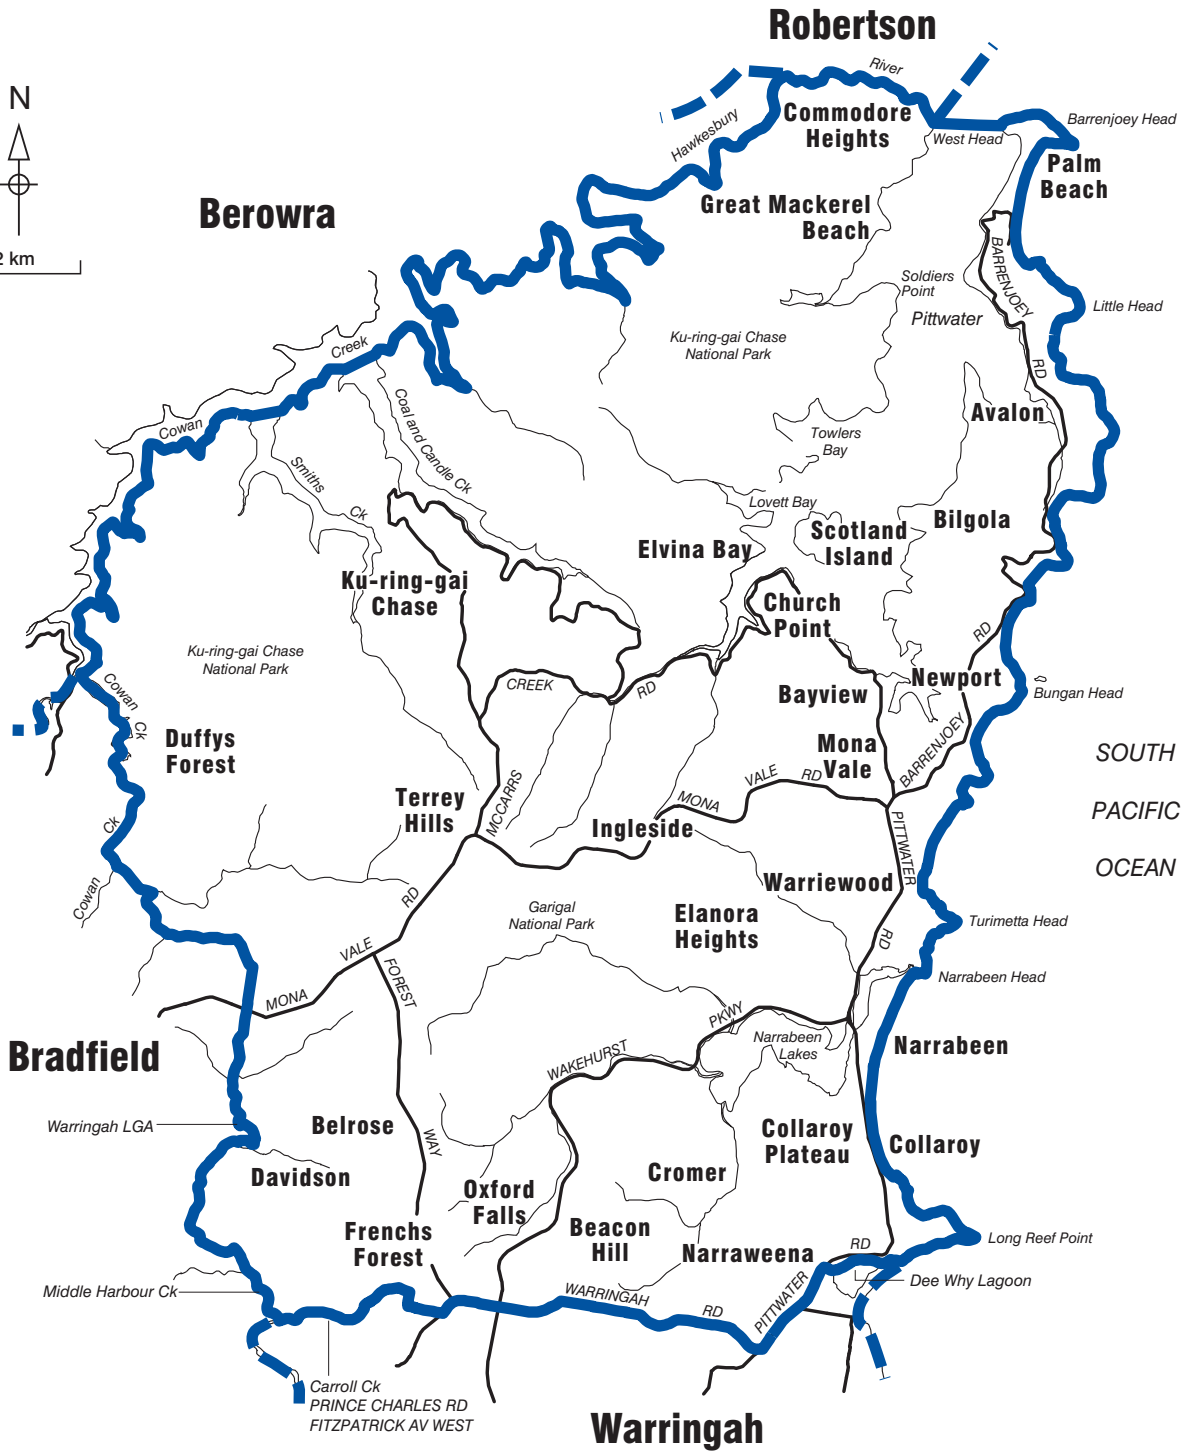 Robertson
River
N
Hawkesbury
Commodore
Heights
West Head
Barrenjoey Head
Palm
Beach
Berowra
Great Mackerel
Beach
2 km
BARRENJOEY
RD
Soldiers
Point
Pittwater
Little Head
Ku-ring-gai Chase
National Park
Creek
Cowan
Coal and Candle Ck
Avalon
Towlers
Bay
Smiths
Ck
Lovett Bay
Scotland
Island
Bilgola
Elvina Bay
Ku-ring-gai
Chase
Church
Point
RD
Ku-ring-gai Chase
National Park
CREEK
RD
Newport
Bayview
Bungan Head
Cowan
Ck
Duffys
Forest
Mona
Vale
BARRENJOEY
SOUTH
PACIFIC
OCEAN
VALE
RD
MONA
Terrey
Hills
MCCARRS
Ingleside
PITTWATER
RD
Ck
Cowan
Warriewood
RD
Garigal
National Park
Elanora
Heights
Turimetta Head
VALE
MONA
FOREST
WAY
Narrabeen Head
PKWY
WAKEHURST
Narrabeen
Lakes
Narrabeen
Bradfield
Warringah LGA
Belrose
Collaroy
Plateau
Collaroy
Davidson
Cromer
Oxford
Falls
Frenchs
Forest
Beacon
Hill
Narraweena
RD
Long Reef Point
Dee Why Lagoon
Middle Harbour Ck
WARRINGAH
RD
PITTWATER
Carroll Ck
PRINCE CHARLES RD
FITZPATRICK AV WEST
Warringah